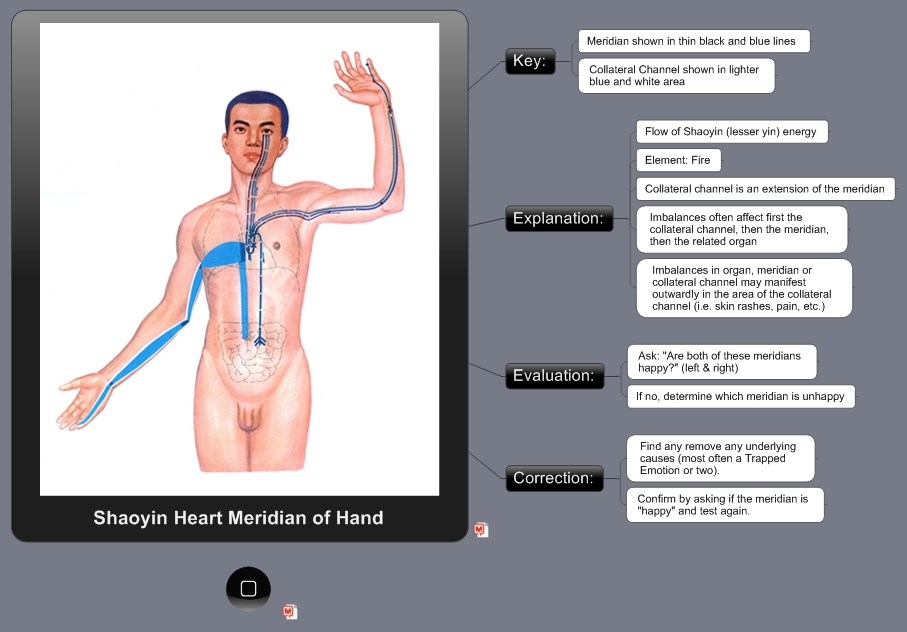 Key:
Meridian shown in thin black and blue lines
Collateral Channel shown in lighter
blue and white area
Explanation:
Flow of Shaoyin (lesser yin) energy
Element: Fire
Collateral channel is an extension of the meridian
Imbalances often affect first the
collateral channel, then the meridian,
then the related organ
Imbalances in organ, meridian or
collateral channel may manifest
outwardly in the area of the collateral
channel (i.e. skin rashes, pain, etc.)
Evaluation:
Ask: "Are both of these meridians
happy?" (left & right)
If no, determine which meridian is unhappy
Correction:
Find any remove any underlying
causes (most often a Trapped
Emotion or two).
Confirm by asking if the meridian is
"happy" and test again.
Shaoyin Heart Meridian of Hand
M
M